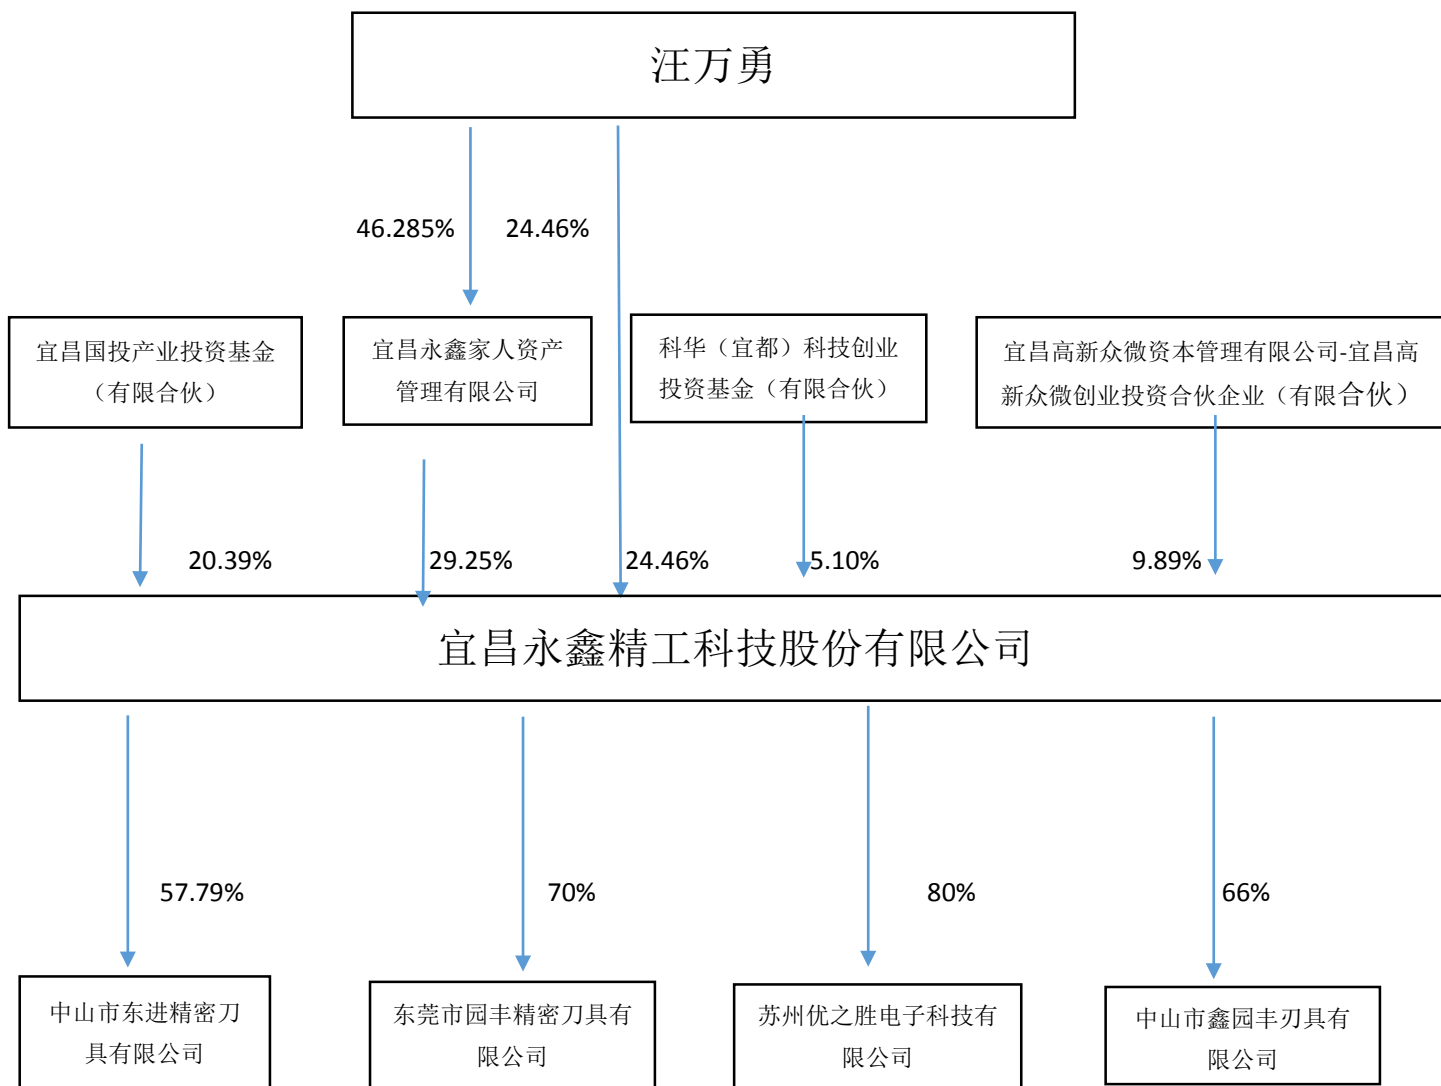 汪万勇
46.285%
24.46%
宜昌国投产业投资基金
（有限合伙）
宜昌永鑫家人资产
管理有限公司
科华（宜都）科技创业
投资基金（有限合伙）
宜昌高新众微资本管理有限公司-宜昌高
新众微创业投资合伙企业（有限合伙）
20.39%
29.25%
24.46%
5.10%
9.89%
宜昌永鑫精工科技股份有限公司
57.79%
70%
80%
66%
中山市东进精密刀
具有限公司
东莞市园丰精密刀具有
限公司
苏州优之胜电子科技有
限公司
中山市鑫园丰刃具有
限公司